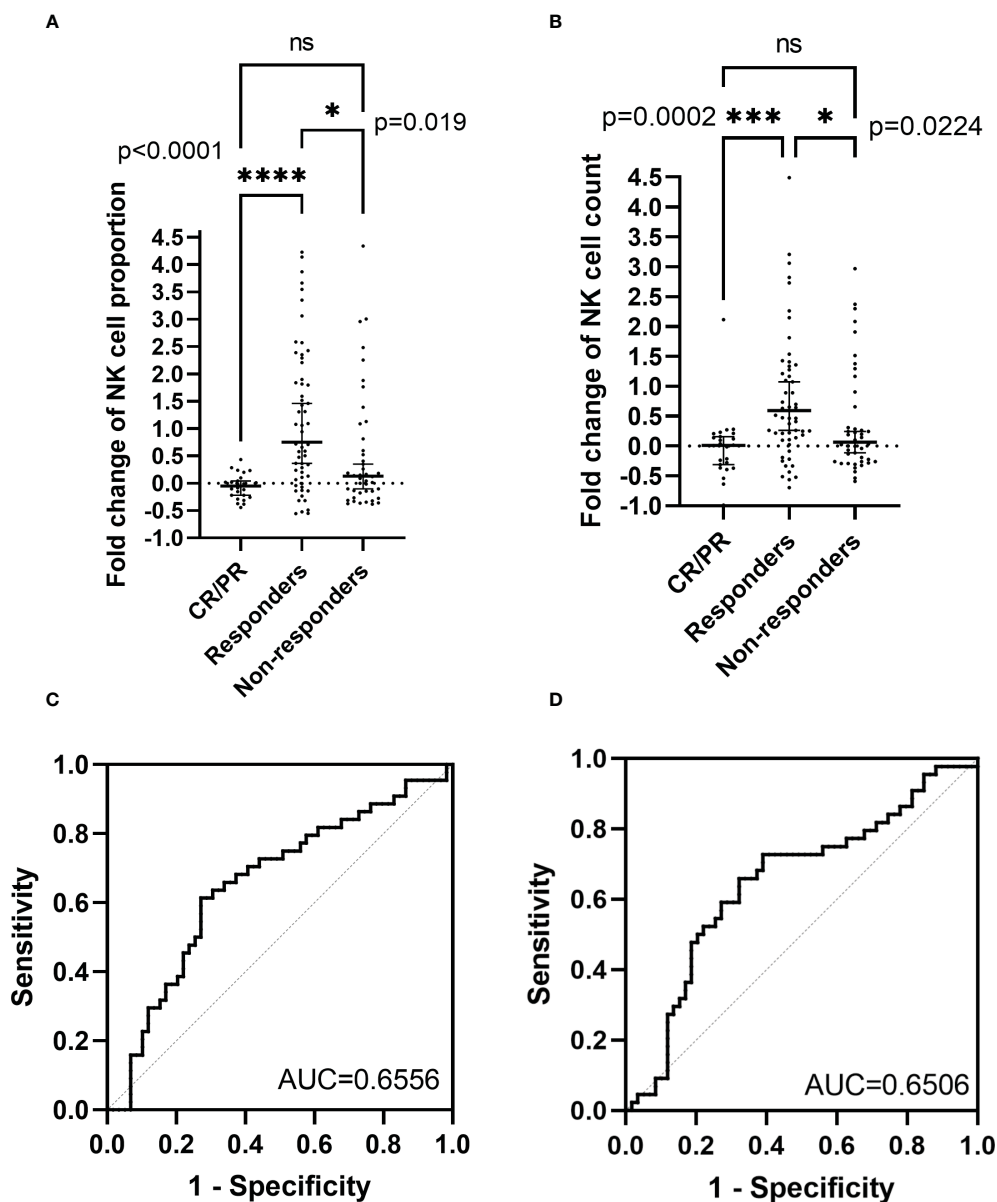 A
ns
*
p=0.019
p<0.0001
****
Fold change of NK cell proportion
4.5
4.0
3.5
3.0
2.5
2.0
1.5
1.0
0.5
0.0
-0.5
-1.0
CR/PR
Responders
Non-responders
B
ns
p=0.0002
***
*
p=0.0224
Fold change of NK cell count
4.5
4.0
3.5
3.0
2.5
2.0
1.5
1.0
0.5
0.0
-0.5
-1.0
CR/PR
Responders
Non-responders
C
Sensitivity
1.0
0.8
0.6
0.4
0.2
0.0
AUC=0.6556
0.0 0.2 0.4 0.6 0.8 1.0
1 - Specificity
D
Sensitivity
1.0
0.8
0.6
0.4
0.2
0.0
AUC=0.6506
0.0 0.2 0.4 0.6 0.8 1.0
1 - Specificity